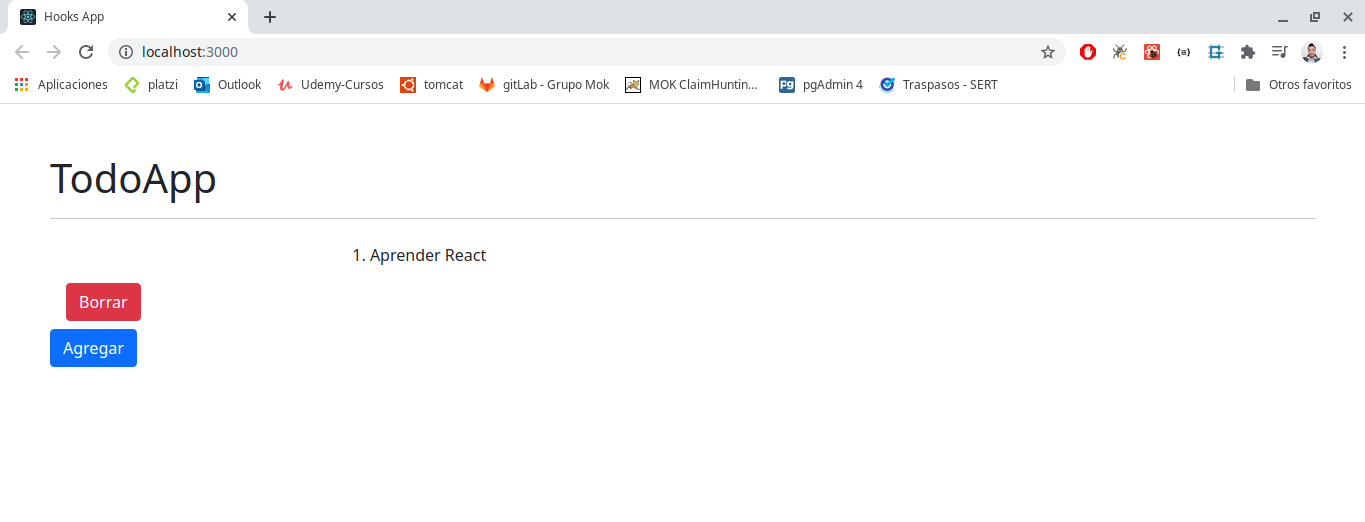 Hooks App
localhost:3000
Aplicaciones platzi Outlook Udemy-Cursos tomcat gitLab - Grupo Mok MOK ClaimHuntin... pgAdmin 4 Traspasos - SERT Otros favoritos
TodoApp
1. Aprender React
Borrar
Agregar